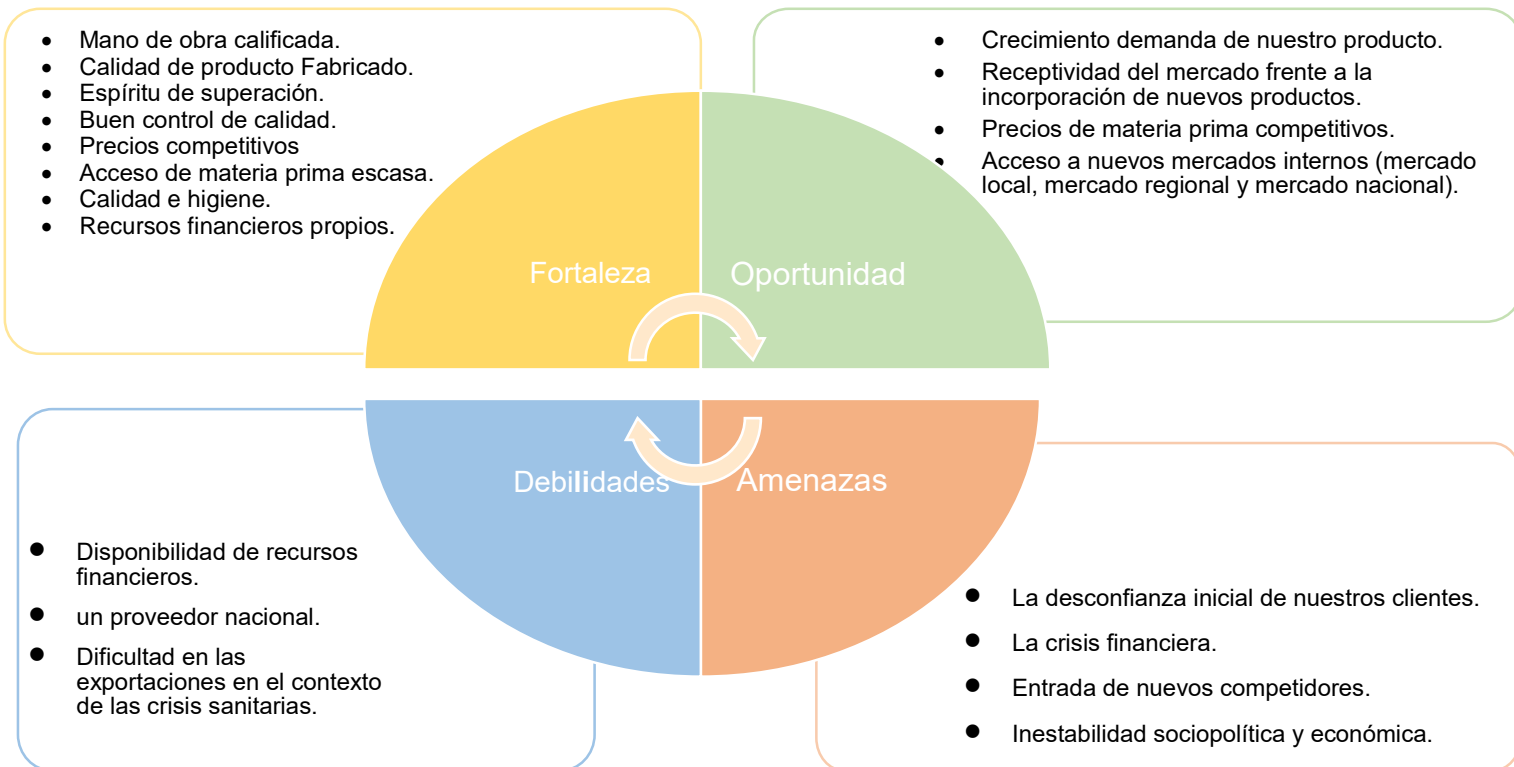 • Mano de obra calificada.
• Calidad de producto Fabricado.
• Espíritu de superación.
• Buen control de calidad.
• Precios competitivos
• Acceso de materia prima escasa.
• Calidad e higiene.
• Recursos financieros propios.
• Crecimiento demanda de nuestro producto.
• Receptividad del mercado frente a la
incorporación de nuevos productos.
• Precios de materia prima competitivos.
• Acceso a nuevos mercados internos (mercado
local, mercado regional y mercado nacional).
Fortaleza
Oportunidad
Debilidades
Amenazas
• Disponibilidad de recursos
financieros.
• un proveedor nacional.
• Dificultad en las
exportaciones en el contexto
de las crisis sanitarias.
• La desconfianza inicial de nuestros clientes.
• La crisis financiera.
• Entrada de nuevos competidores.
• Inestabilidad sociopolítica y económica.